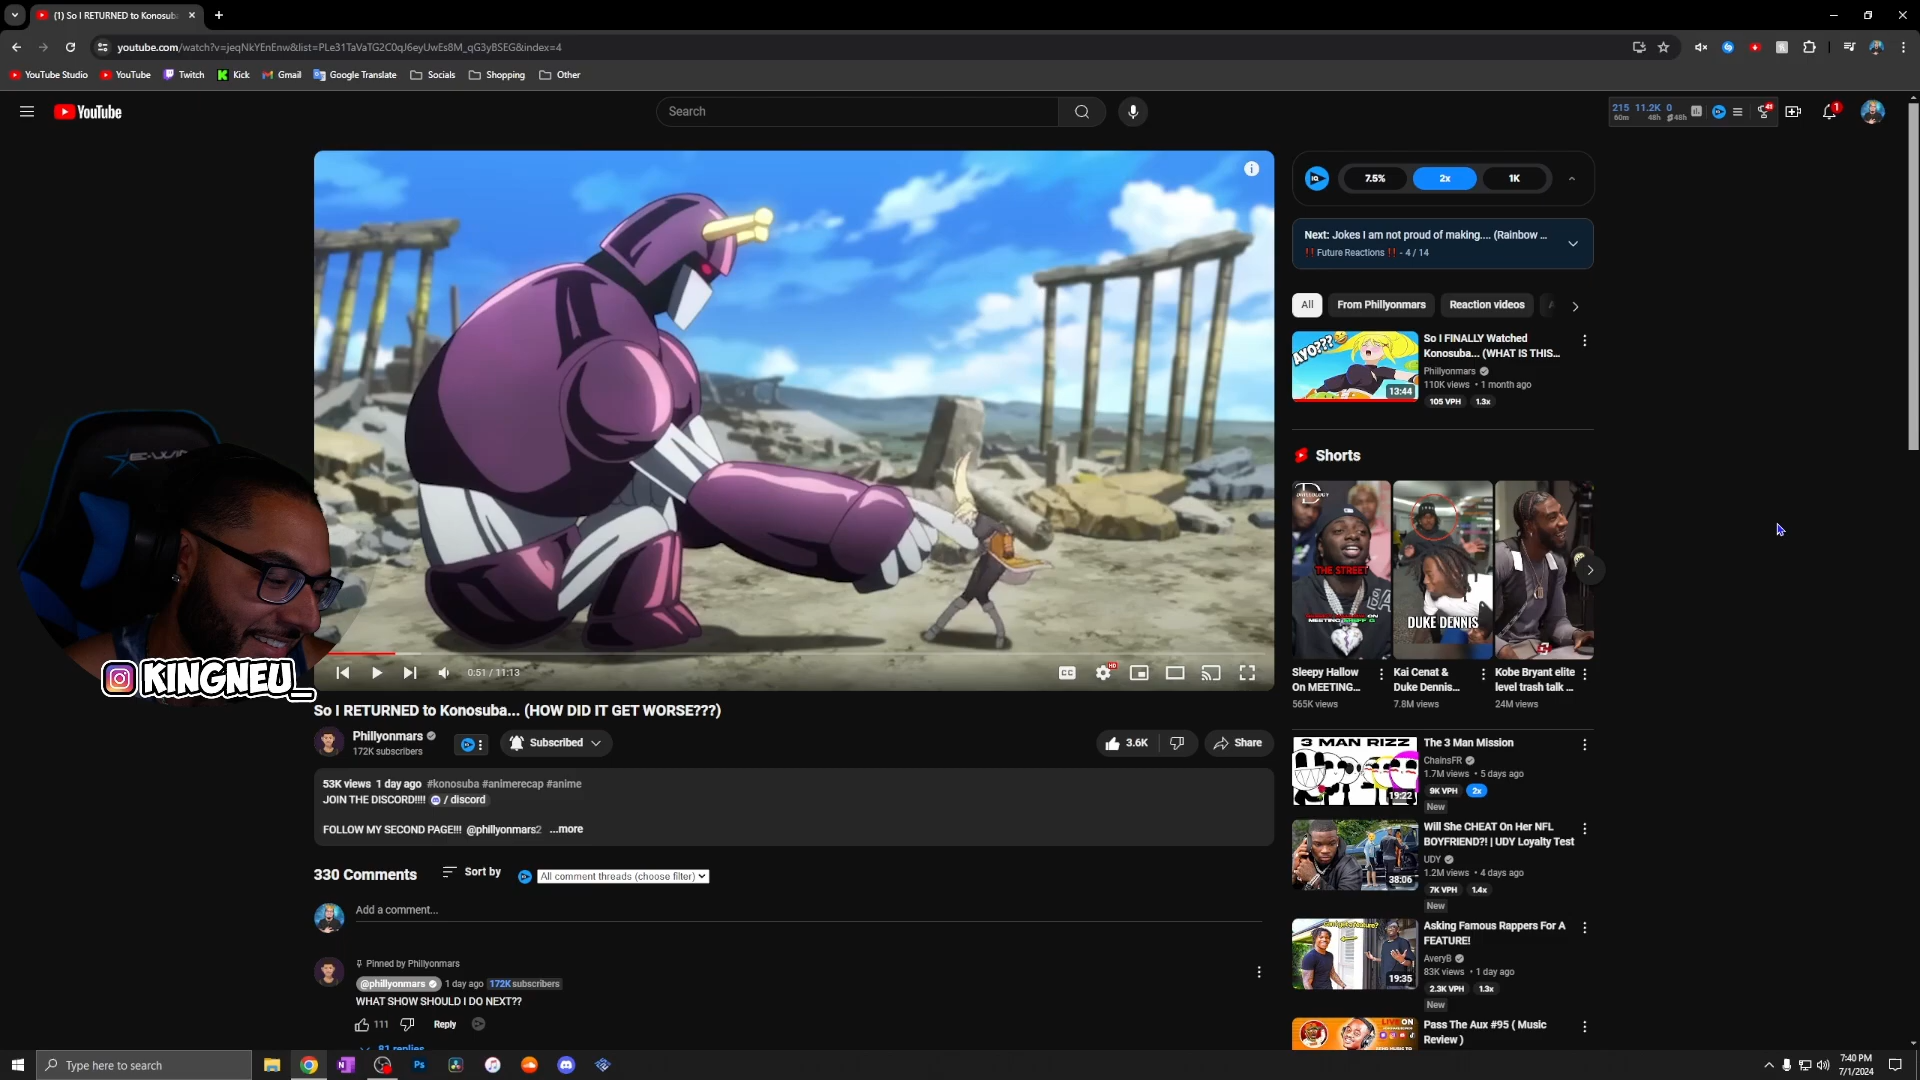 (1) So I RETURNED to Konosub
youtube.com/watch?v=jeqNkYEnEnw&list=PLe31TaVaTG2C0qJ6eyUwEs8M_qG3yBSEG&index=4
YouTube Studio YouTube Twitch Kick Gmail Google Translate Socials Shopping Other
YouTube
Search
215 11.2K 0
60m 48h 48h
1
IQ 7.5% 2x 1K
Next: Jokes I am not proud of making.... (Rainbow ...
‼ Future Reactions ‼ - 4 / 14
All From Phillyonmars Reaction videos
AYO???
13:44
So I FINALLY Watched
Konosuba... (WHAT IS THIS...
Phillyonmars
110K views • 1 month ago
105 VPH 1.3x
Shorts
THE STREET
DUKE DENNIS
Sleepy Hallow
On MEETING...
565K views
Kai Cenat &
Duke Dennis...
7.8M views
Kobe Bryant elite
level trash talk ...
24M views
KINGNEU_
0:51 / 11:13
CC
HD
So I RETURNED to Konosuba... (HOW DID IT GET WORSE???)
Phillyonmars
172K subscribers
Subscribed
3.6K
Share
53K views 1 day ago #konosuba #animerecap #anime
JOIN THE DISCORD!!!! / discord
FOLLOW MY SECOND PAGE!!! @phillyonmars2 ...more
330 Comments
Sort by
All comment threads (choose filter)
Add a comment...
Pinned by Phillyonmars
@phillyonmars 1 day ago 172K subscribers
WHAT SHOW SHOULD I DO NEXT??
111 Reply
81 replies
3 MAN RIZZ
19:22
The 3 Man Mission
ChainsFR
1.7M views • 5 days ago
9K VPH 2x
New
38:06
Will She CHEAT On Her NFL
BOYFRIEND?! | UDY Loyalty Test
UDY
1.2M views • 4 days ago
7K VPH 1.4x
New
19:35
Asking Famous Rappers For A
FEATURE!
AveryB
83K views • 1 day ago
2.3K VPH 1.3x
New
LIVE ON
Pass The Aux #95 ( Music
Review )
Type here to search
Ps
7:40 PM
7/1/2024